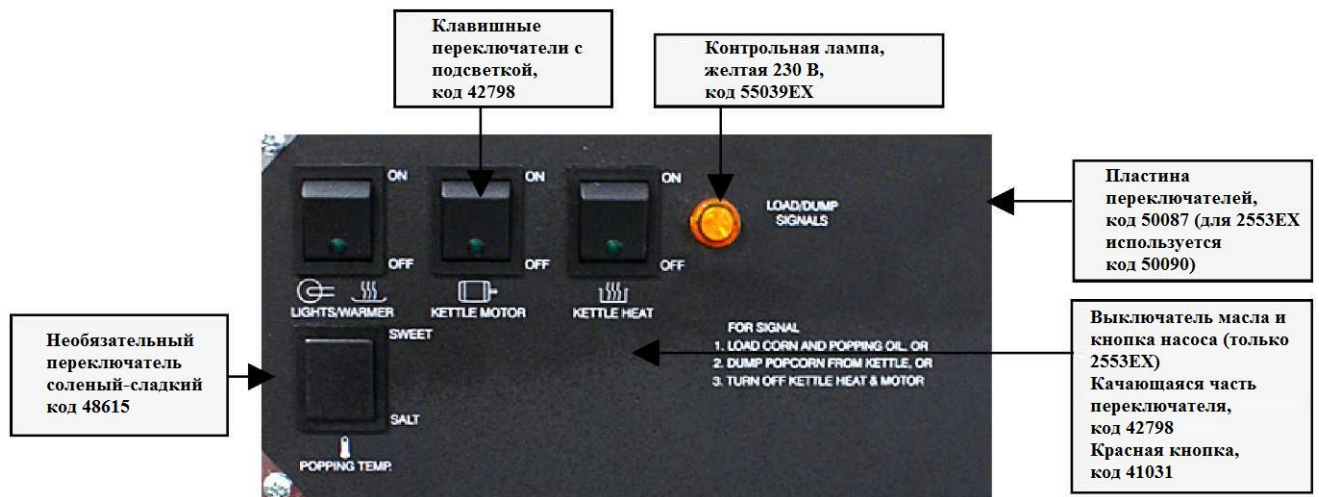 Клавишные
переключатели с
подсветкой,
код 42798
Контрольная лампа,
желтая 230 В,
код 55039EX
Пластина
переключателей,
код 50087 (для 2553EX
используется
код 50090)
Необязательный
переключатель
соленый-сладкий
код 48615
Выключатель масла и
кнопка насоса (только
2553EX)
Качающаяся часть
переключателя,
код 42798
Красная кнопка,
код 41031
ON
ON
ON
LOAD/DUMP
SIGNALS
OFF
OFF
OFF
LIGHTS/WARMER
KETTLE MOTOR
KETTLE HEAT
SWEET
SALT
POPPING TEMP.
FOR SIGNAL
1. LOAD CORN AND POPPING OIL, OR
2. DUMP POPCORN FROM KETTLE, OR
3. TURN OFF KETTLE HEAT & MOTOR